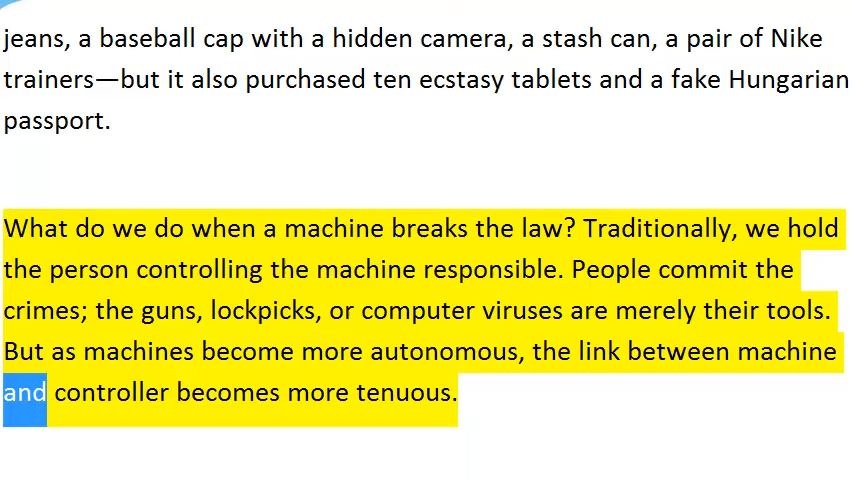 jeans, a baseball cap with a hidden camera, a stash can, a pair of Nike
trainers—but it also purchased ten ecstasy tablets and a fake Hungarian
passport.
What do we do when a machine breaks the law? Traditionally, we hold
the person controlling the machine responsible. People commit the
crimes; the guns, lockpicks, or computer viruses are merely their tools.
But as machines become more autonomous, the link between machine
and controller becomes more tenuous.